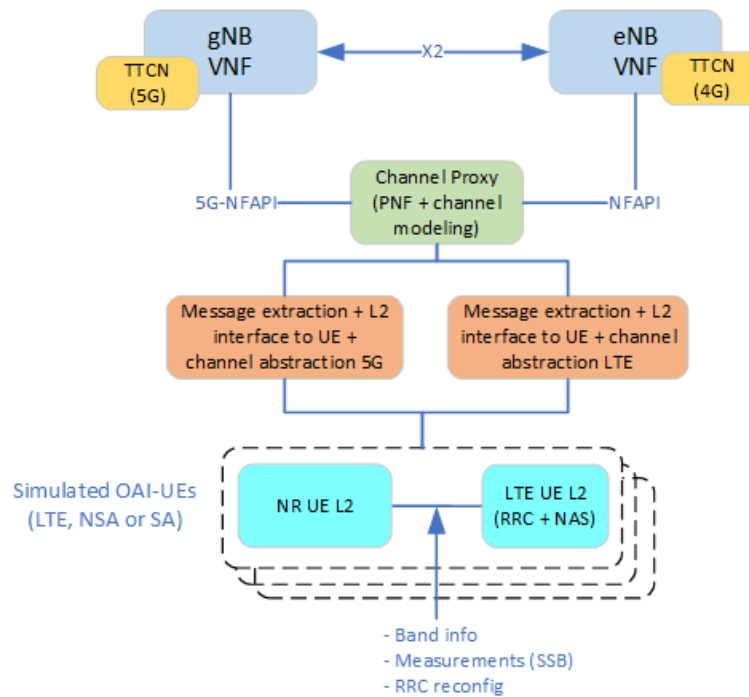 gNB
VNF
TTCN
(5G)
X2
eNB
VNF
TTCN
(4G)
5G-NFAPI
Channel Proxy
(PNF + channel
modeling)
NFAPI
Message extraction + L2
interface to UE +
channel abstraction 5G
Message extraction + L2
interface to UE + channel
abstraction LTE
Simulated OAI-UEs
(LTE, NSA or SA)
NR UE L2
LTE UE L2
(RRC + NAS)
- Band info
- Measurements (SSB)
- RRC reconfig